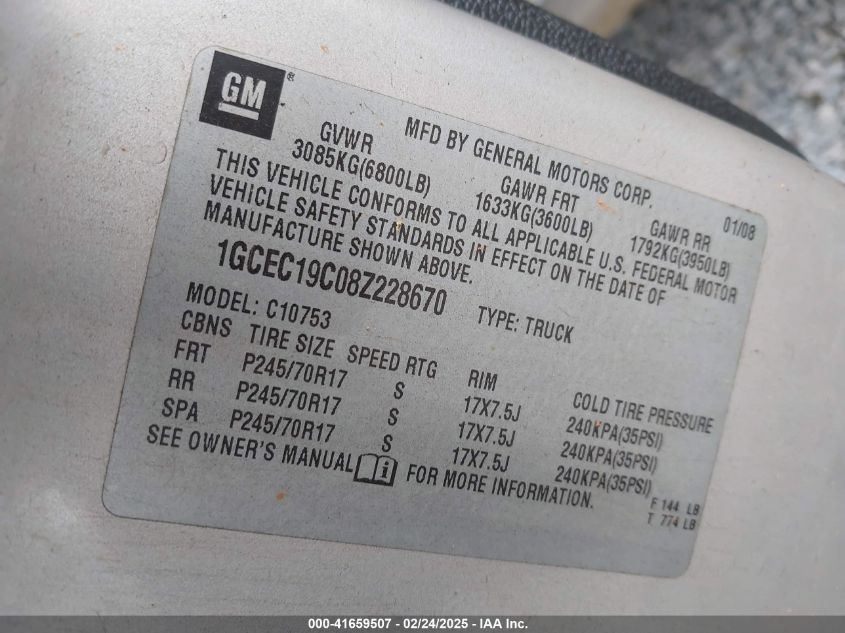 GM®
MFD BY GENERAL MOTORS CORP. 01/08
GVWR GAWR FRT GAWR RR
3085KG(6800LB) 1633KG(3600LB) 1792KG(3950LB)
THIS VEHICLE CONFORMS TO ALL APPLICABLE U.S. FEDERAL MOTOR
VEHICLE SAFETY STANDARDS IN EFFECT ON THE DATE OF
MANUFACTURE SHOWN ABOVE.
1GCEC19C08Z228670 TYPE: TRUCK
MODEL: C10753
CBNS TIRE SIZE SPEED RTG RIM COLD TIRE PRESSURE
FRT P245/70R17 S 17X7.5J 240KPA(35PSI)
RR P245/70R17 S 17X7.5J 240KPA(35PSI)
SPA P245/70R17 S 17X7.5J 240KPA(35PSI)
SEE OWNER'S MANUAL i FOR MORE INFORMATION.
F 144 LB
T 774 LB
000-41659507 - 02/24/2025 - IAA Inc.